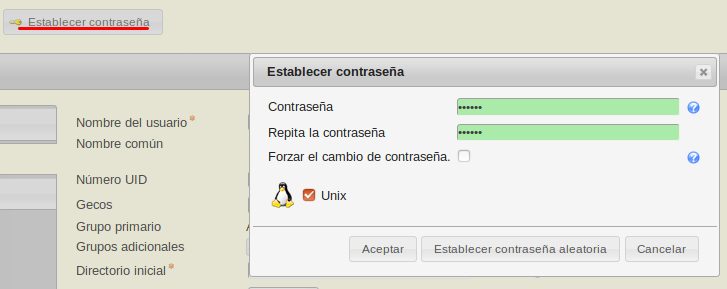 Establecer contraseña
Establecer contraseña
Contraseña ••••••
Repita la contraseña ••••••
Forzar el cambio de contraseña.
Unix
Aceptar Establecer contraseña aleatoria Cancelar
Nombre del usuario*
Nombre común
Número UID
Gecos
Grupo primario
Grupos adicionales
Directorio inicial*